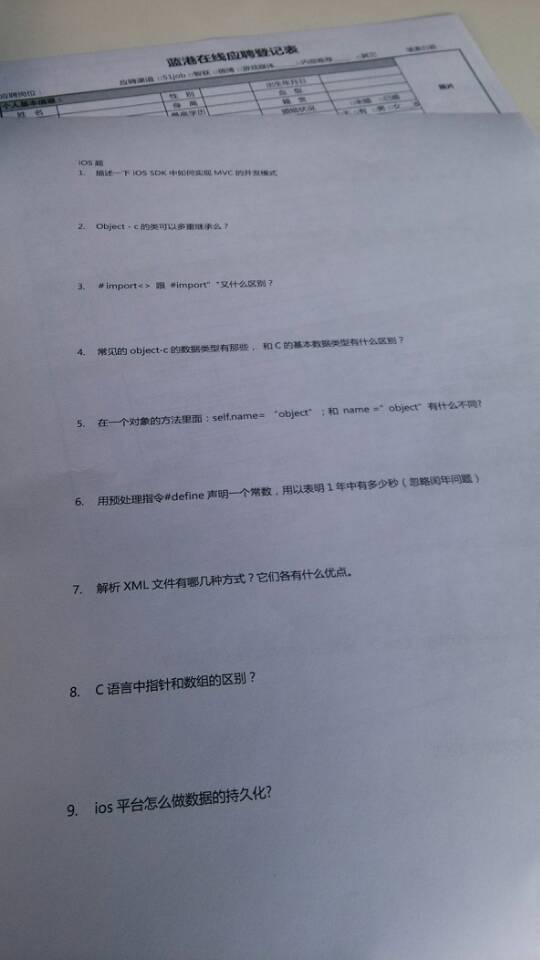 蓝港在线应聘登记表
应聘岗位：
应聘渠道 □51job □智联 □微博 □游戏媒体 □内部推荐 □其它
个人基本信息：
姓 名
性 别
出生年月日
照片
身 高
血 型
籍 贯
□未婚 □已婚
最高学历
婚姻状况
iOS 题
1. 描述一下 iOS SDK 中如何实现 MVC 的开发模式
2. Object - c 的类可以多重继承么？
3. # import<> 跟 #import" "又什么区别？
4. 常见的 object-c 的数据类型有那些， 和 C 的基本数据类型有什么区别？
5. 在一个对象的方法里面：self.name= “object” ；和 name =” object” 有什么不同?
6. 用预处理指令#define 声明一个常数，用以表明 1 年中有多少秒（忽略闰年问题）
7. 解析 XML 文件有哪几种方式？它们各有什么优点。
8. C 语言中指针和数组的区别？
9. ios 平台怎么做数据的持久化?